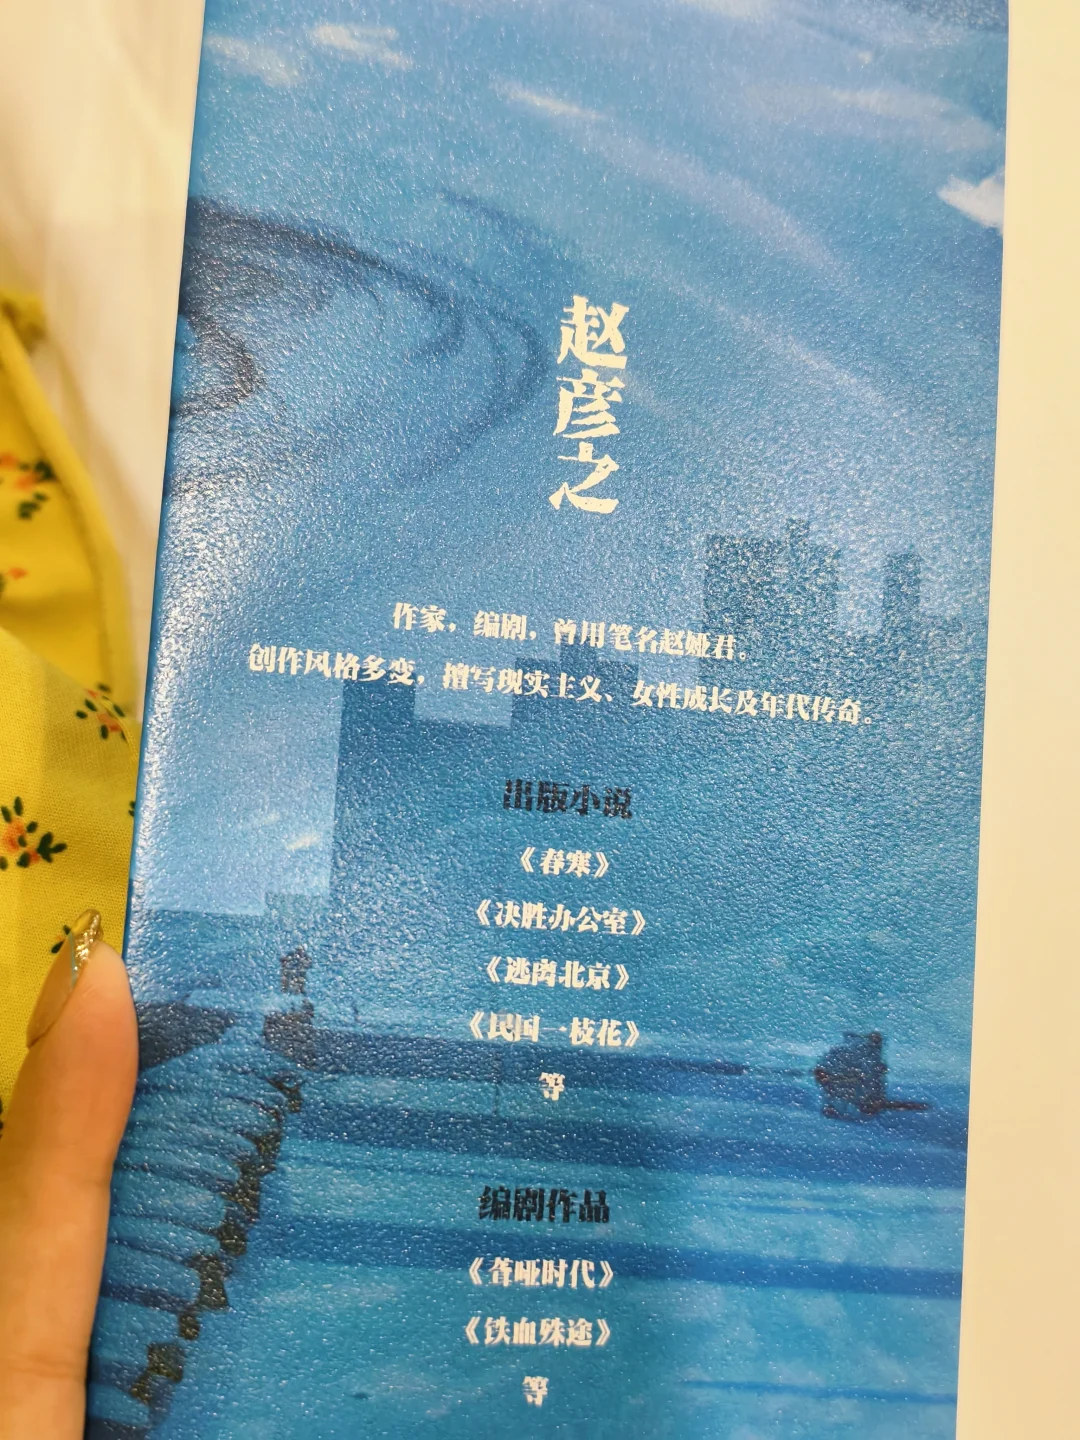 赵彦之
作家，编剧，曾用笔名赵娅君。
创作风格多变，擅写现实主义、女性成长及年代传奇。
出版小说
《春寒》
《决胜办公室》
《逃离北京》
《民国一枝花》
等
编剧作品
《聋哑时代》
《铁血殊途》
等